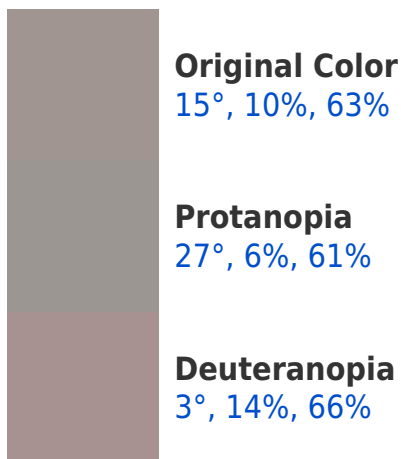 Original Color
15°, 10%, 63%
Protanopia
27°, 6%, 61%
Deuteranopia
3°, 14%, 66%